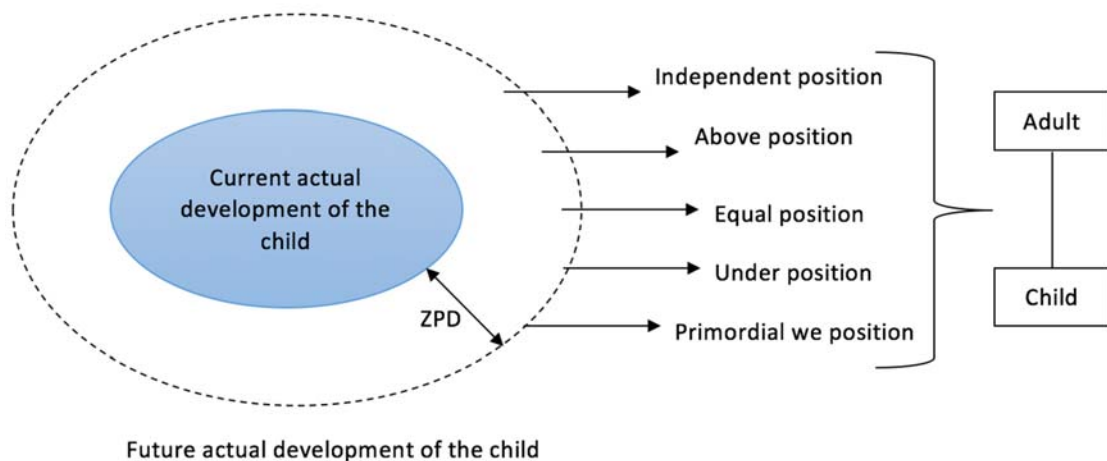 Independent position
Above position
Adult
Current actual
development of the
child
Equal position
Under position
Child
ZPD
Primordial we position
Future actual development of the child